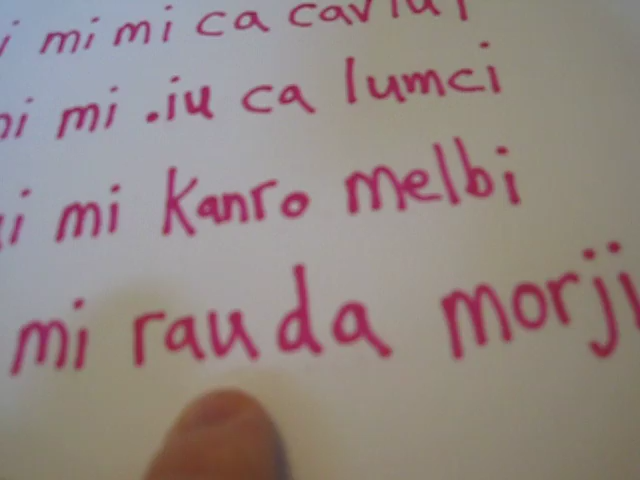 mi mi ca
mi .iu ca lumci
mi kanro melbi
mi rauda morji